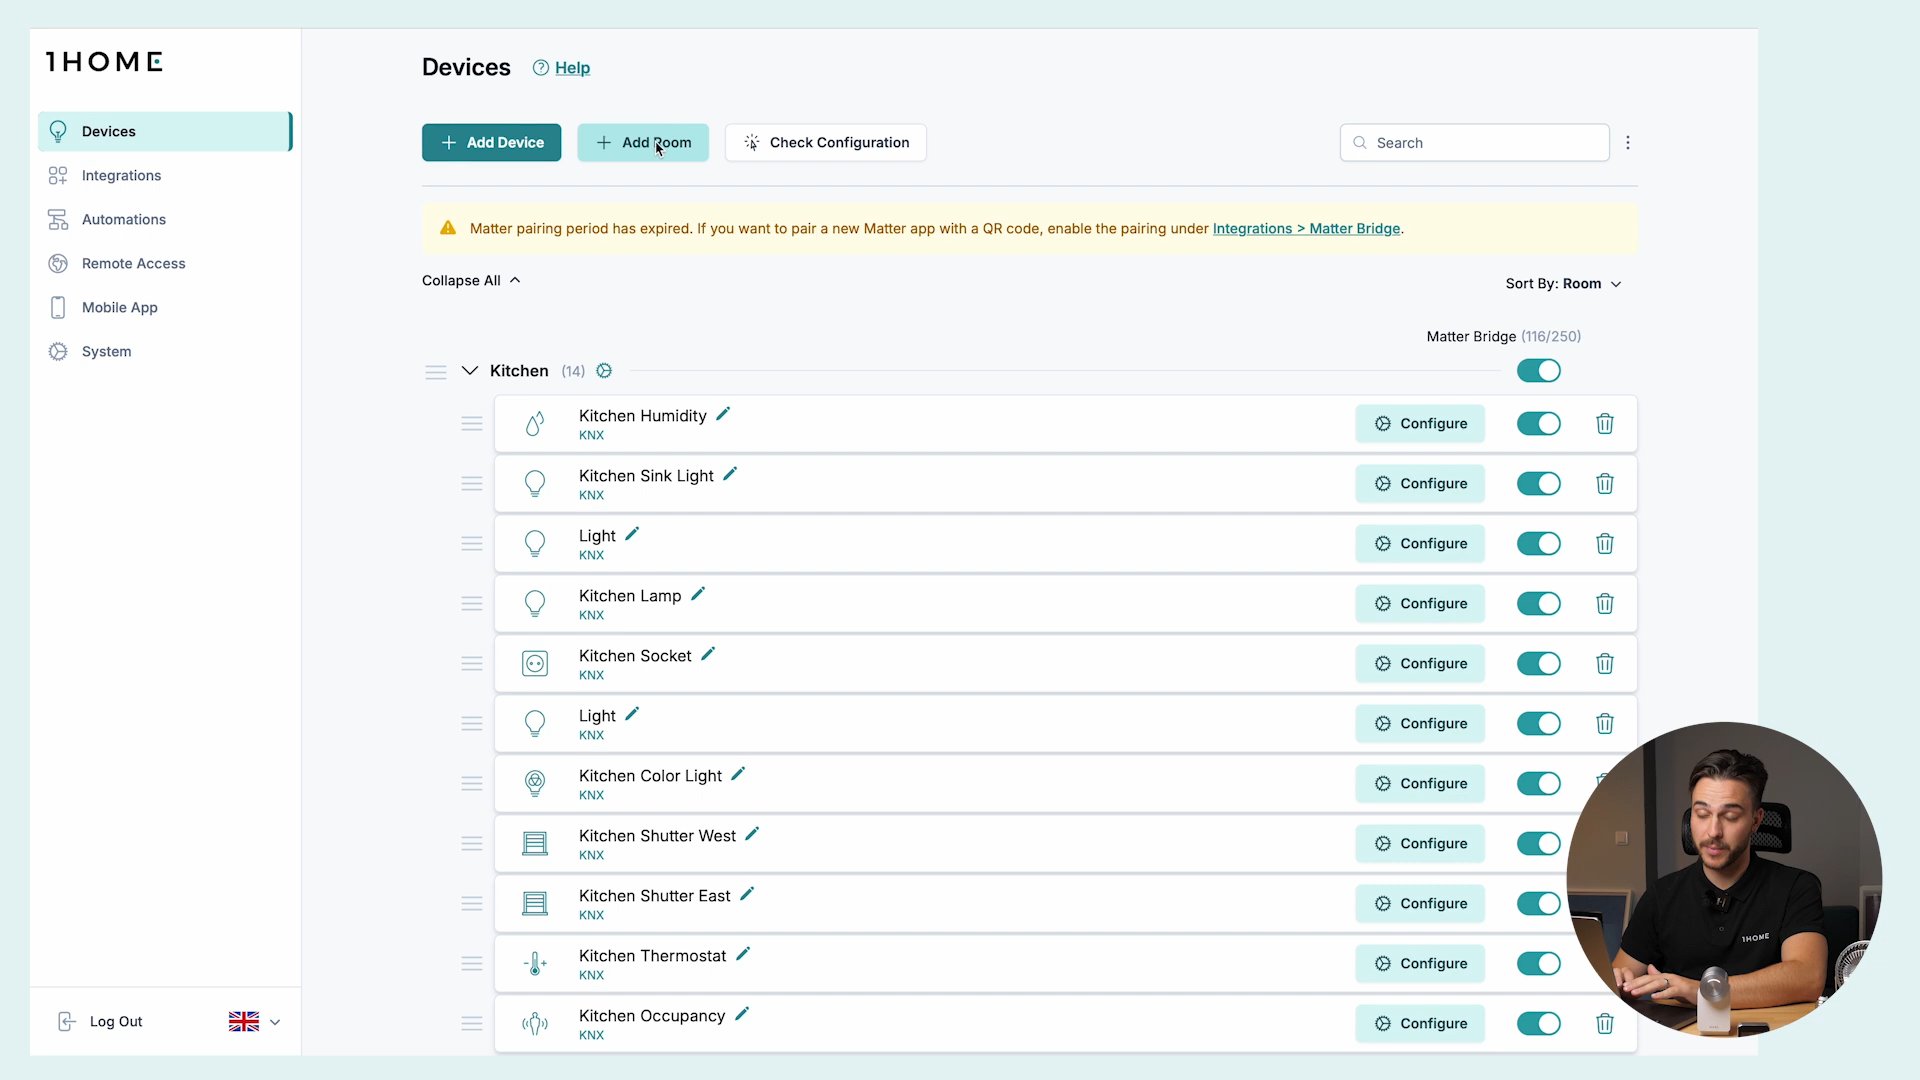 1HOME
Devices
Integrations
Automations
Remote Access
Mobile App
System
Log Out
Devices
Help
Add Device
Add Room
Check Configuration
Search
Matter pairing period has expired. If you want to pair a new Matter app with a QR code, enable the pairing under Integrations > Matter Bridge.
Collapse All
Sort By: Room
Matter Bridge (116/250)
Kitchen (14)
Kitchen Humidity
KNX
Configure
Kitchen Sink Light
KNX
Configure
Light
KNX
Configure
Kitchen Lamp
KNX
Configure
Kitchen Socket
KNX
Configure
Light
KNX
Configure
Kitchen Color Light
KNX
Configure
Kitchen Shutter West
KNX
Configure
Kitchen Shutter East
KNX
Configure
Kitchen Thermostat
KNX
Configure
Kitchen Occupancy
KNX
Configure
1HOME